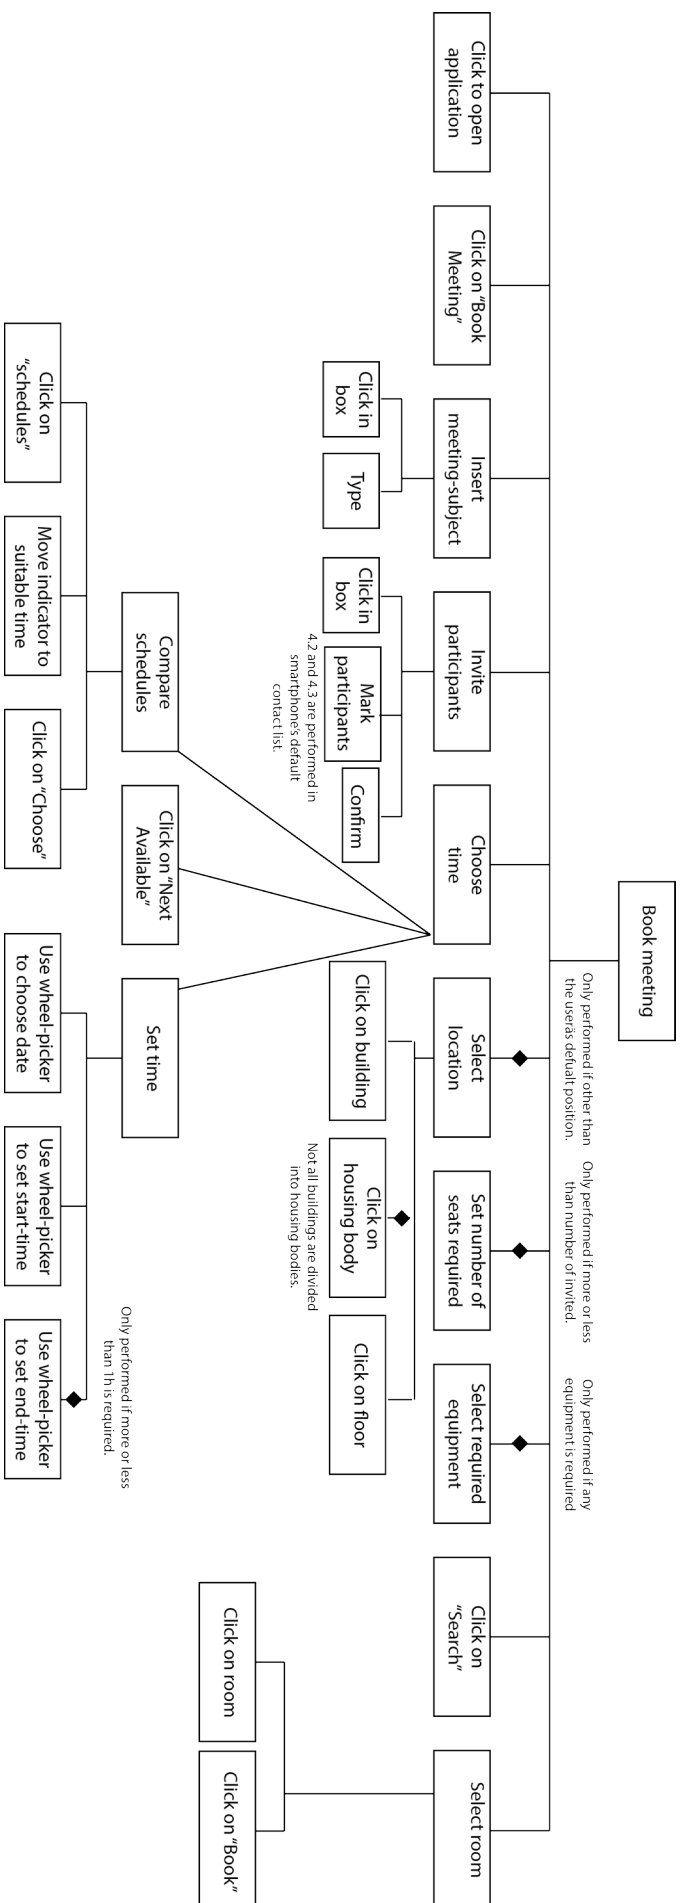 Book meeting
Only performed if other than
the useräs defualt position.
Only performed if more or less
than number of invited.
Only performed if any
equipment is required
Click to open
application
Click on "Book
Meeting"
Insert
meeting-subject
Invite
participants
Choose
time
Select
location
Set number of
seats required
Select required
equipment
Click on
"Search"
Select room
Click in
box
Type
Click in
box
Mark
participants
Confirm
4.2 and 4.3 are performed in
smartphone's default
contact list.
Click on building
Click on
housing body
Click on floor
Not all buildings are divided
into housing bodies.
Click on room
Click on "Book"
Compare
schedules
Click on "Next
Available"
Set time
Only performed if more or less
than 1h is required.
Click on
"schedules"
Move indicator to
suitable time
Click on "Choose"
Use wheel-picker
to choose date
Use wheel-picker
to set start-time
Use wheel-picker
to set end-time